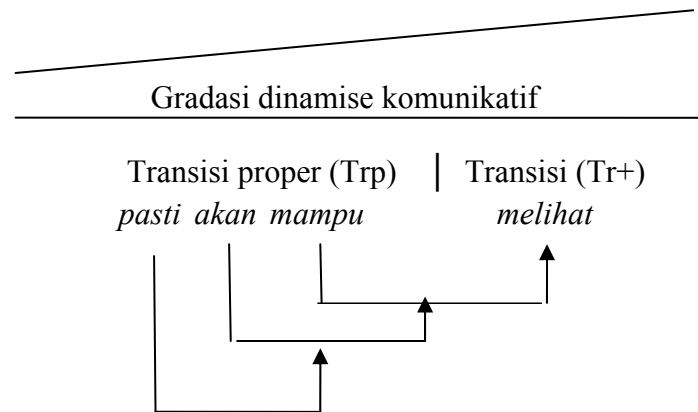 Gradasi dinamise komunikatif
Transisi proper (Trp) | Transisi (Tr+)
pasti akan mampu melihat